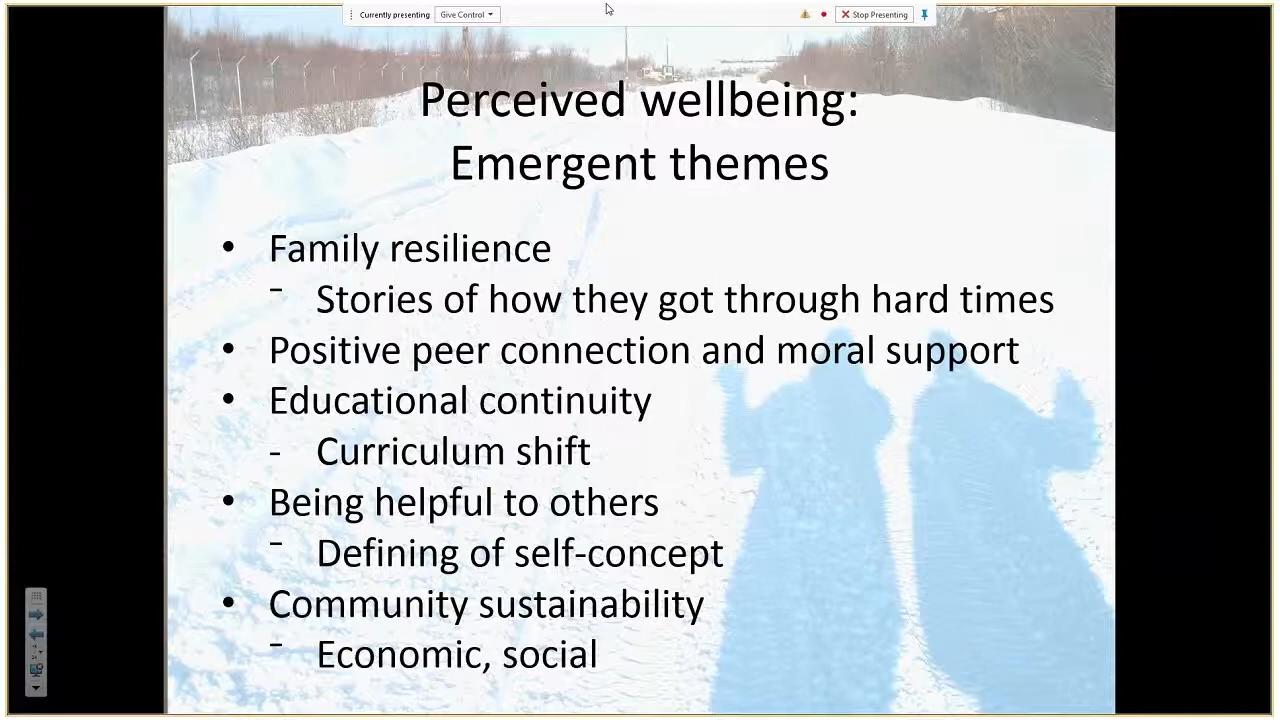 Currently presenting Give Control Stop Presenting
Perceived wellbeing:
Emergent themes
• Family resilience
– Stories of how they got through hard times
• Positive peer connection and moral support
• Educational continuity
- Curriculum shift
• Being helpful to others
– Defining of self-concept
• Community sustainability
– Economic, social